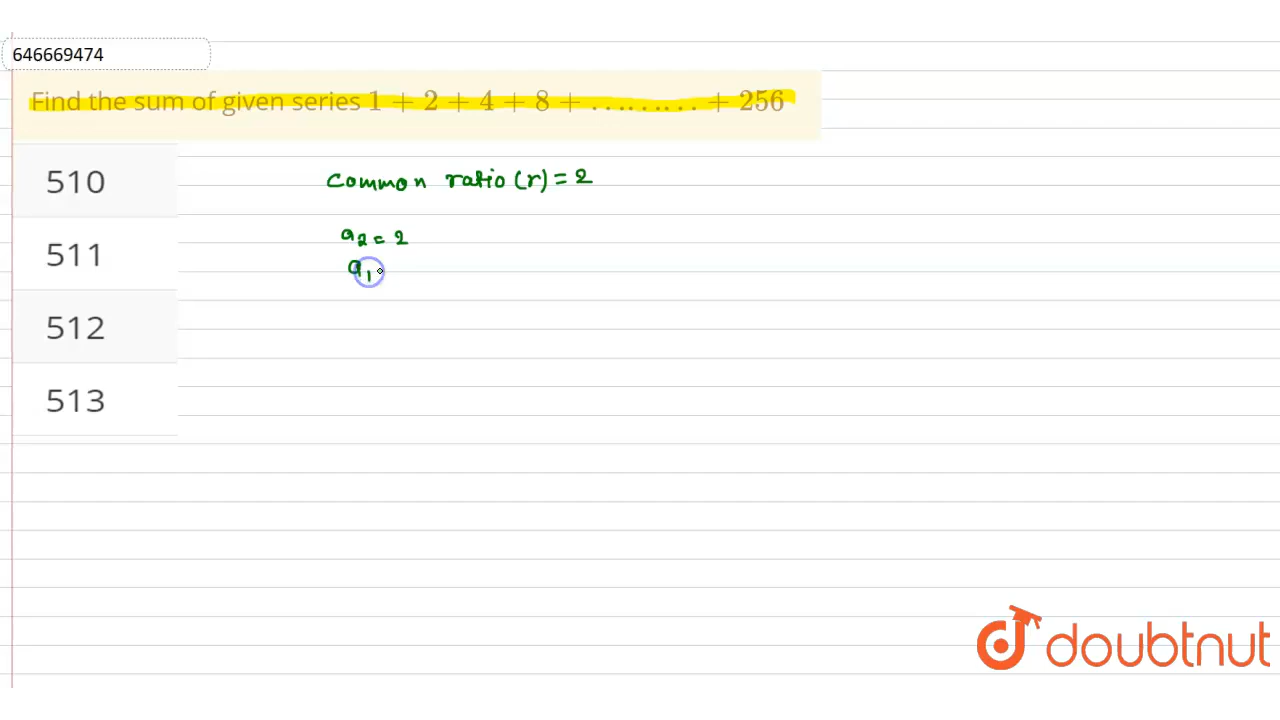 646669474
Find the sum of given series 1 + 2 + 4 + 8 + ......... + 256
510
511
512
513
Common ratio (r) = 2
a₂ = 2
a₁
doubtnut